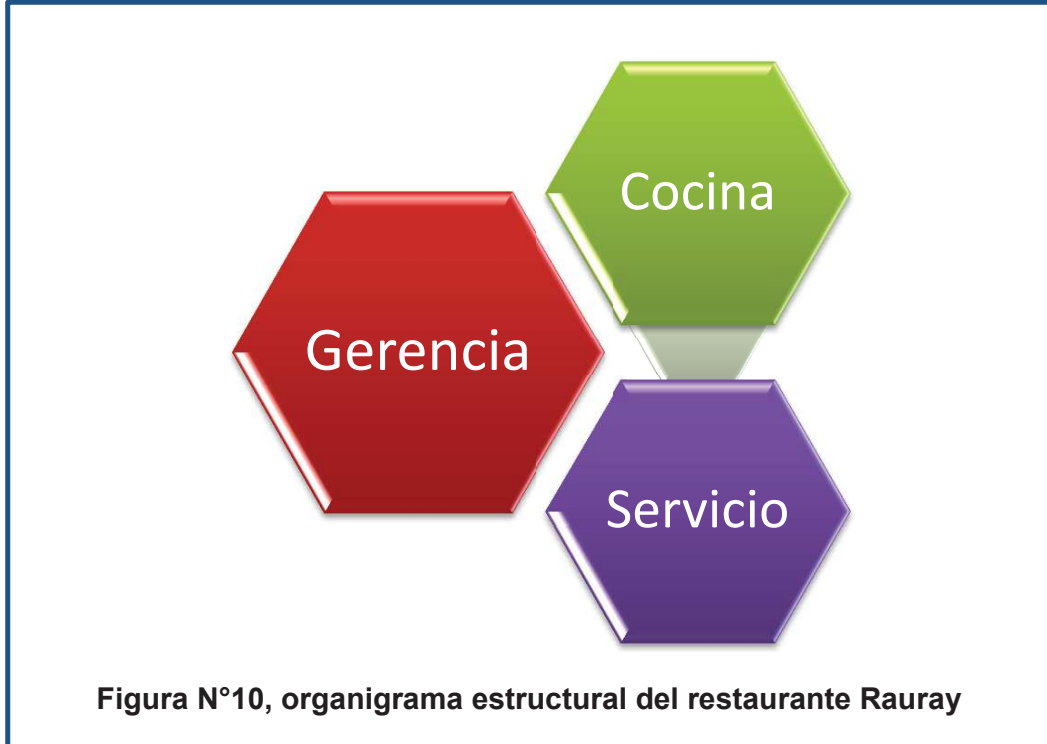 Cocina
Gerencia
Servicio
Figura N°10, organigrama estructural del restaurante Rauray